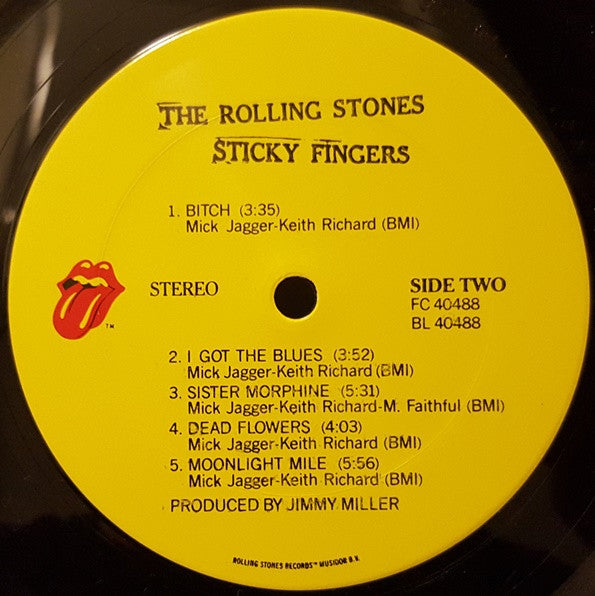 THE ROLLING STONES
STICKY FINGERS
1. BITCH (3:35)
Mick Jagger-Keith Richard (BMI)
STEREO
SIDE TWO
FC 40488
BL 40488
TM
2. I GOT THE BLUES (3:52)
Mick Jagger-Keith Richard (BMI)
3. SISTER MORPHINE (5:31)
Mick Jagger-Keith Richard-M. Faithful (BMI)
4. DEAD FLOWERS (4:03)
Mick Jagger-Keith Richard (BMI)
5. MOONLIGHT MILE (5:56)
Mick Jagger-Keith Richard (BMI)
PRODUCED BY JIMMY MILLER
ROLLING STONES RECORDS™ MUSIDOR B.V.